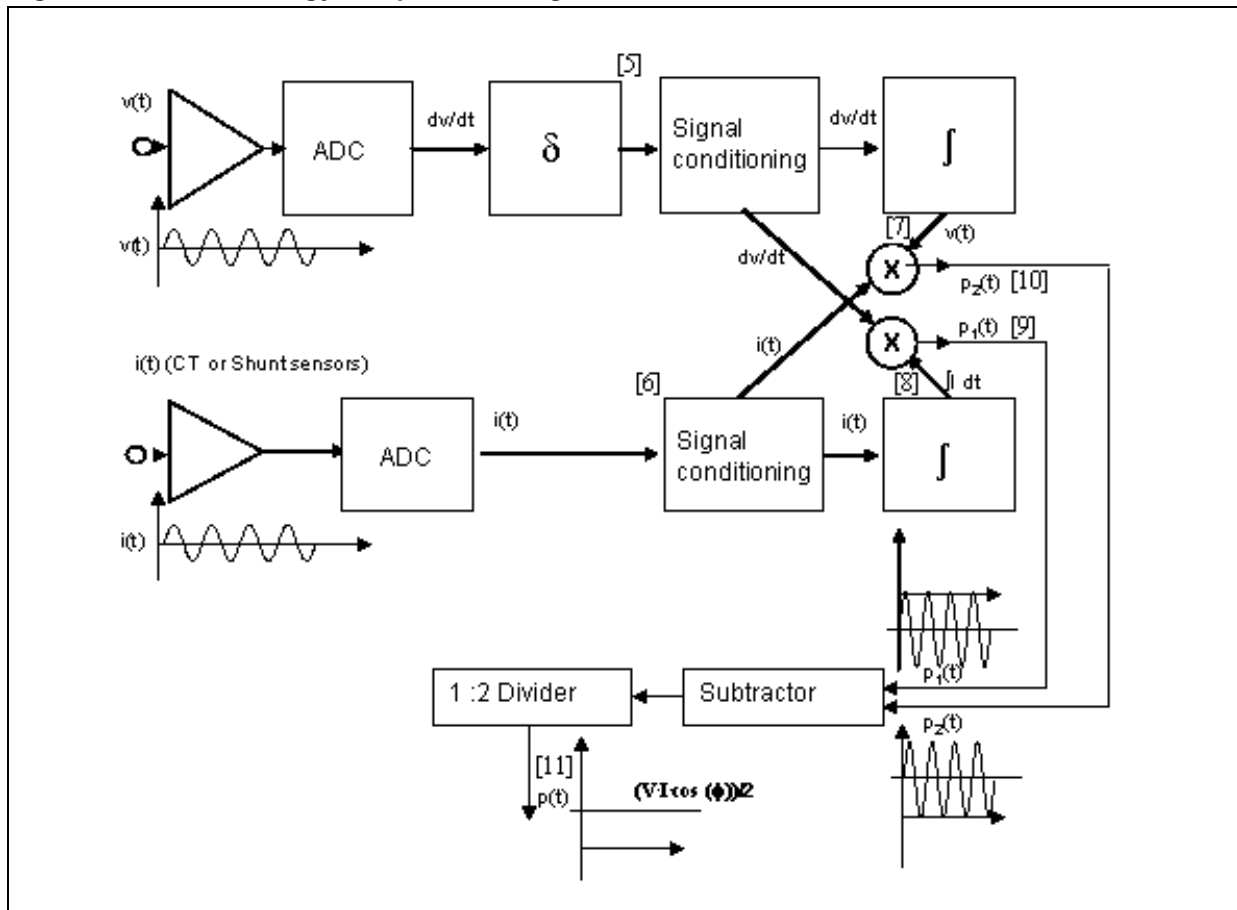 [5]
v(t)
ADC
dv/dt
δ
Signal
conditioning
dv/dt
∫
v(t)
[7]
v(t)
dv/dt
X
p2(t) [10]
X
p1(t) [9]
i(t)
i(t) (CT or Shunt sensors)
[6]
[8]
∫I dt
ADC
i(t)
Signal
conditioning
i(t)
∫
i(t)
p1(t)
1 :2 Divider
Subtractor
p2(t)
[11]
p(t)
(V·I·cos (ϕ))/2